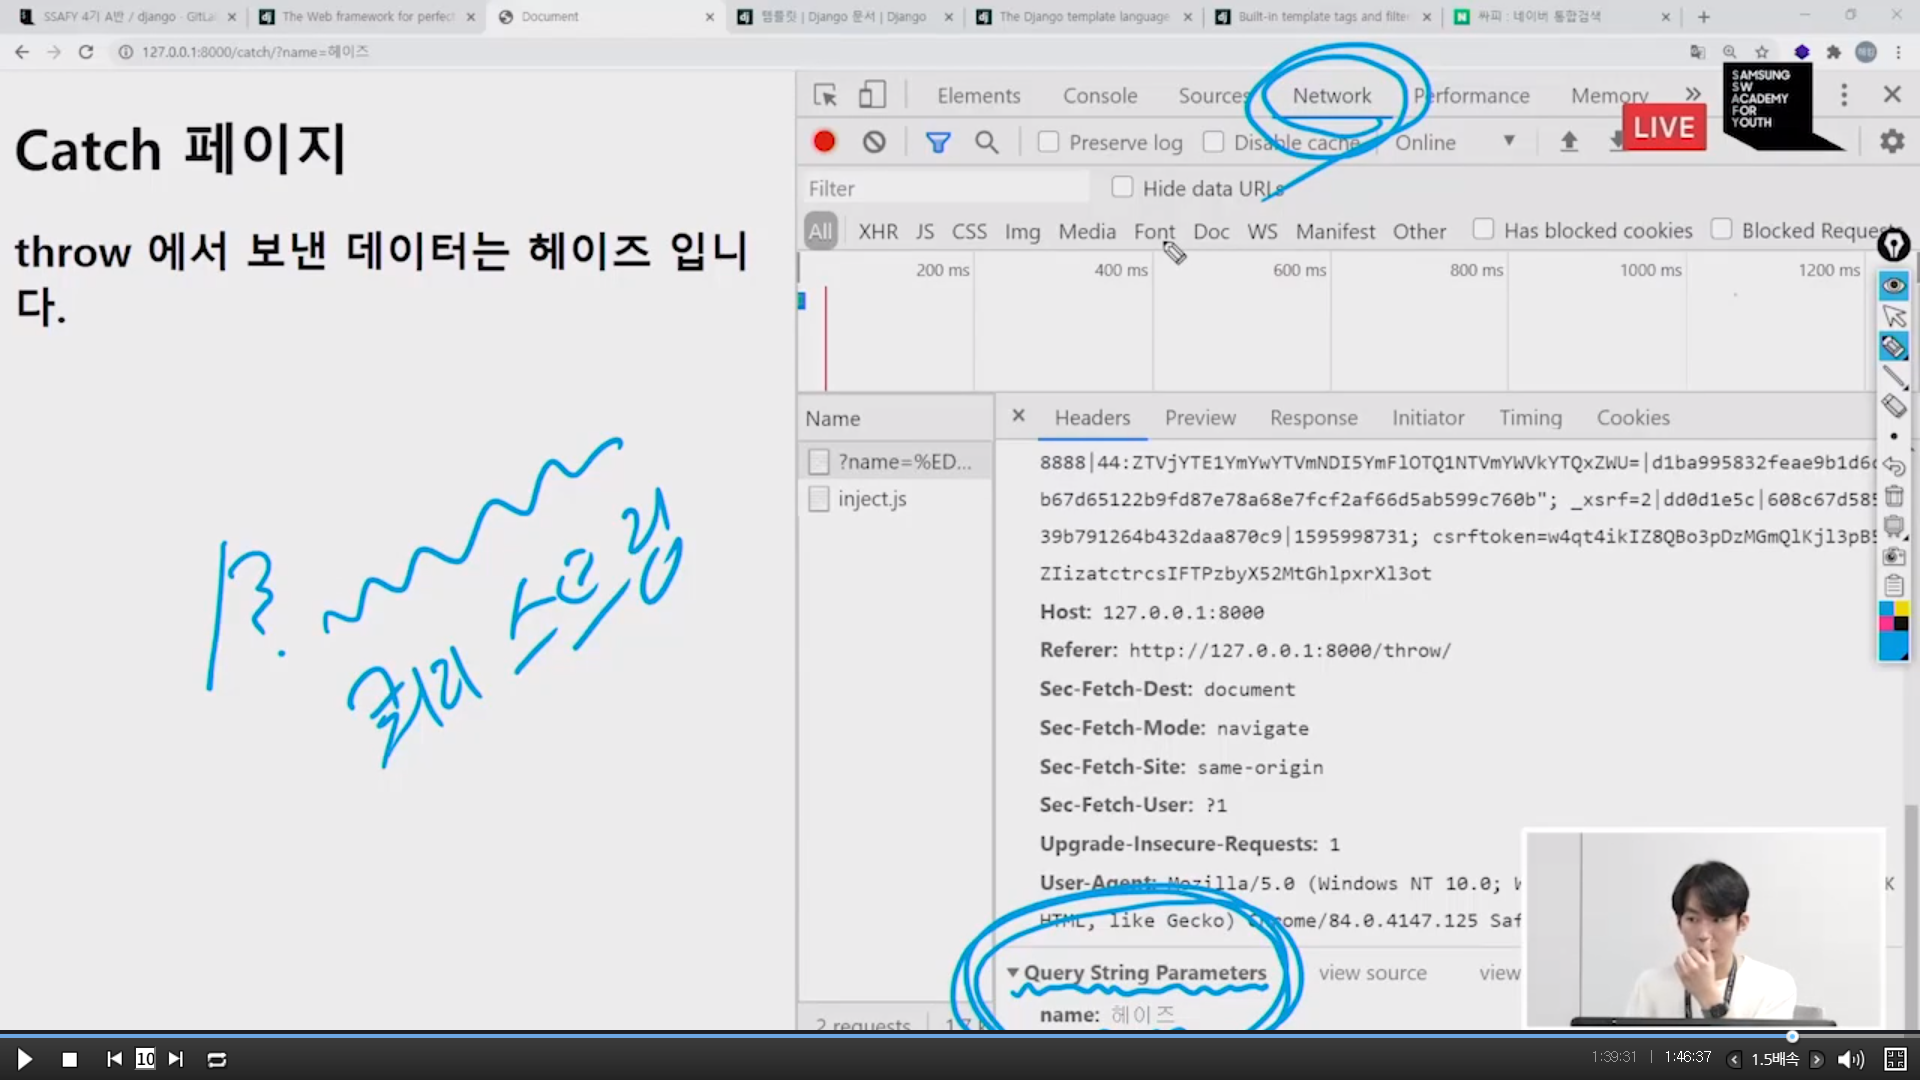 SSAFY 4기 A반 / django · GitLa
The Web framework for perfec
Document
템플릿 | Django 문서 | Django
The Django template language
Built-in template tags and filte
싸피 : 네이버 통합검색
127.0.0.1:8000/catch/?name=헤이즈
Catch 페이지
throw 에서 보낸 데이터는 헤이즈 입니
다.
/?
쿼리 스트링
Elements Console Sources Network Performance Memory
SAMSUNG
SW
ACADEMY
FOR
YOUTH
LIVE
Preserve log Disable cache Online
Filter Hide data URLs
All XHR JS CSS Img Media Font Doc WS Manifest Other Has blocked cookies Blocked Requests
200 ms 400 ms 600 ms 800 ms 1000 ms 1200 ms
Name
?name=%ED...
inject.js
Headers Preview Response Initiator Timing Cookies
8888|44:ZTVjYTE1YmYwYTVmNDI5YmFlOTQ1NTVmYWVkYTQxZWU=|d1ba995832feae9b1d6
b67d65122b9fd87e78a68e7fcf2af66d5ab599c760b"; _xsrf=2|dd0d1e5c|608c67d585
39b791264b432daa870c9|1595998731; csrftoken=w4qt4ikIZ8QBo3pDzMGmQlKjl3pB5
ZIizatctrcsIFTPzbyX52MtGhlpxrXl3ot
Host: 127.0.0.1:8000
Referer: http://127.0.0.1:8000/throw/
Sec-Fetch-Dest: document
Sec-Fetch-Mode: navigate
Sec-Fetch-Site: same-origin
Sec-Fetch-User: ?1
Upgrade-Insecure-Requests: 1
User-Agent: Mozilla/5.0 (Windows NT 10.0; W
HTML, like Gecko) Chrome/84.0.4147.125 Saf
Query String Parameters view source view
name: 헤이즈
2 requests
10
1:39:31 | 1:46:37 1.5배속